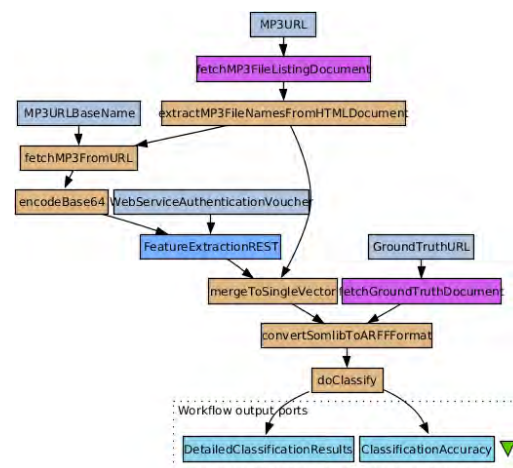 MP3URL
fetchMP3FileListingDocument
MP3URLBaseName
extractMP3FileNamesFromHTMLDocument
fetchMP3FromURL
encodeBase64
WebServiceAuthenticationVoucher
FeatureExtractionREST
GroundTruthURL
mergeToSingleVector
fetchGroundTruthDocument
convertSomlibToARFFFormat
doClassify
Workflow output ports
DetailedClassificationResults
ClassificationAccuracy